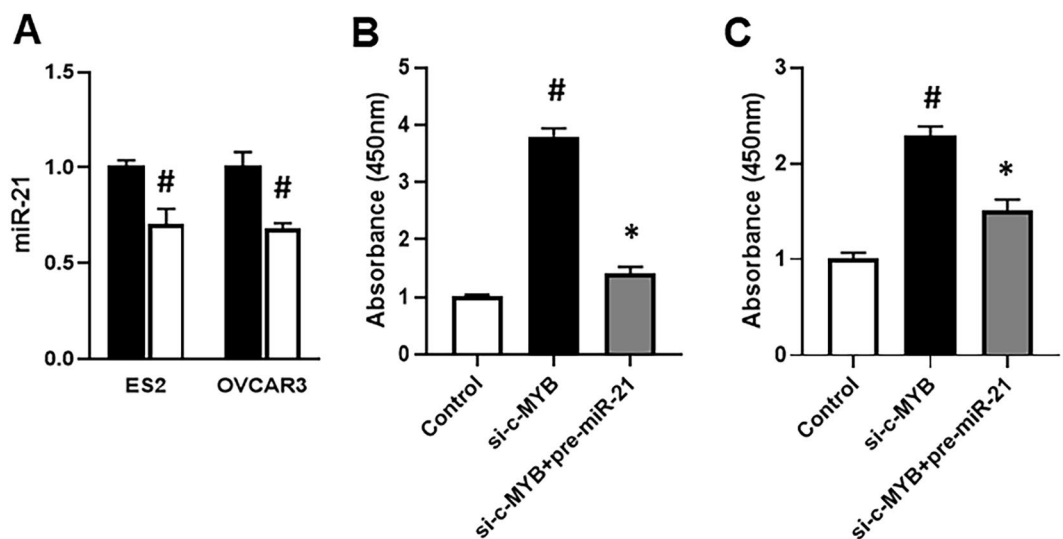 A
miR-21
1.5
1.0
0.5
0.0
#
#
ES2
OVCAR3
B
Absorbance (450nm)
5
4
3
2
1
0
#
*
Control
si-c-MYB
si-c-MYB+pre-miR-21
C
Absorbance (450nm)
3
2
1
0
#
*
Control
si-c-MYB
si-c-MYB+pre-miR-21